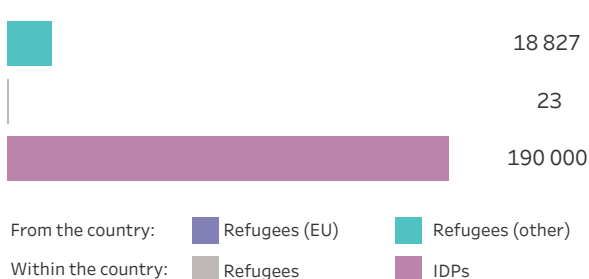 18 827
23
190 000
From the country: Refugees (EU) Refugees (other)
Within the country: Refugees IDPs